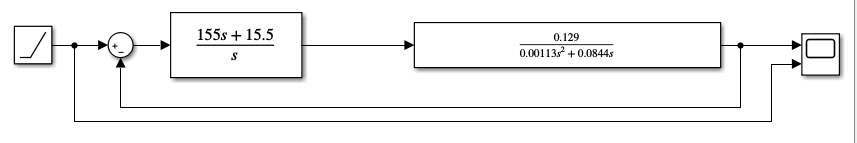 155s + 15.5
s
0.129
0.00113s² + 0.0844s
+
−